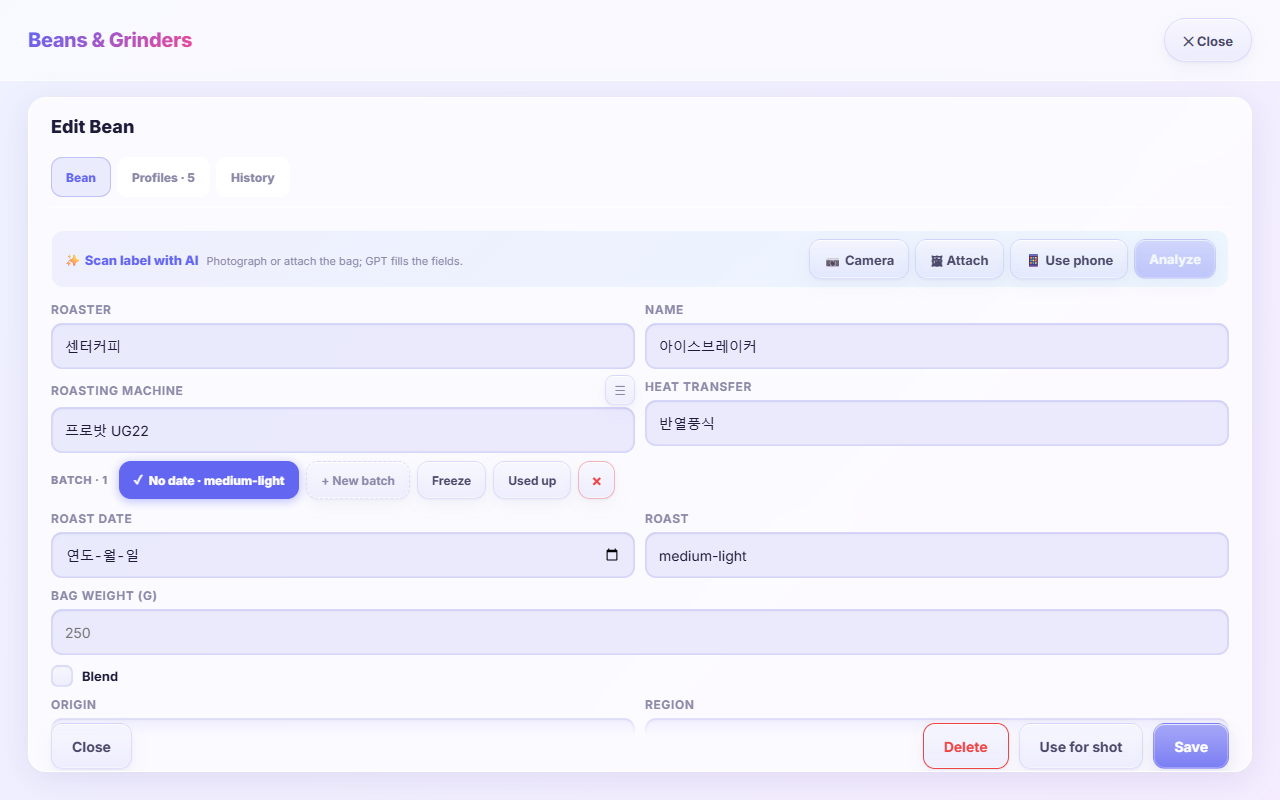 Beans & Grinders
Close
Edit Bean
Bean
Profiles · 5
History
Scan label with AI Photograph or attach the bag; GPT fills the fields.
Camera
Attach
Use phone
Analyze
ROASTER
센터커피
NAME
아이스브레이커
ROASTING MACHINE
프로밧 UG22
HEAT TRANSFER
반열풍식
BATCH · 1
✓ No date · medium-light
+ New batch
Freeze
Used up
×
ROAST DATE
연도-월-일
ROAST
medium-light
BAG WEIGHT (G)
250
Blend
ORIGIN
REGION
Close
Delete
Use for shot
Save